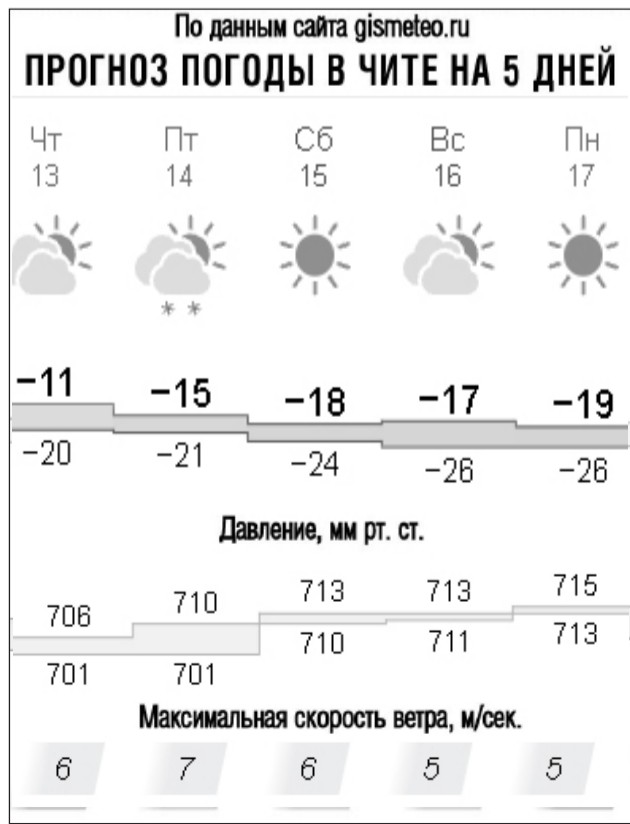 По данным сайта gismeteo.ru
ПРОГНОЗ ПОГОДЫ В ЧИТЕ НА 5 ДНЕЙ
Чт Пт Сб Вс Пн
13 14 15 16 17
−11 −15 −18 −17 −19
−20 −21 −24 −26 −26
Давление, мм рт. ст.
706 710 713 713 715
701 701 710 711 713
Максимальная скорость ветра, м/сек.
6 7 6 5 5